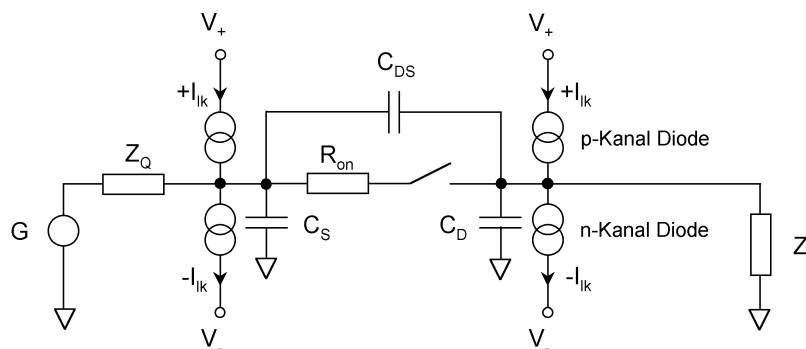 V+ V+
CDS
+Ilk +Ilk
p-Kanal Diode
ZQ Ron
G CS CD n-Kanal Diode Z
-Ilk -Ilk